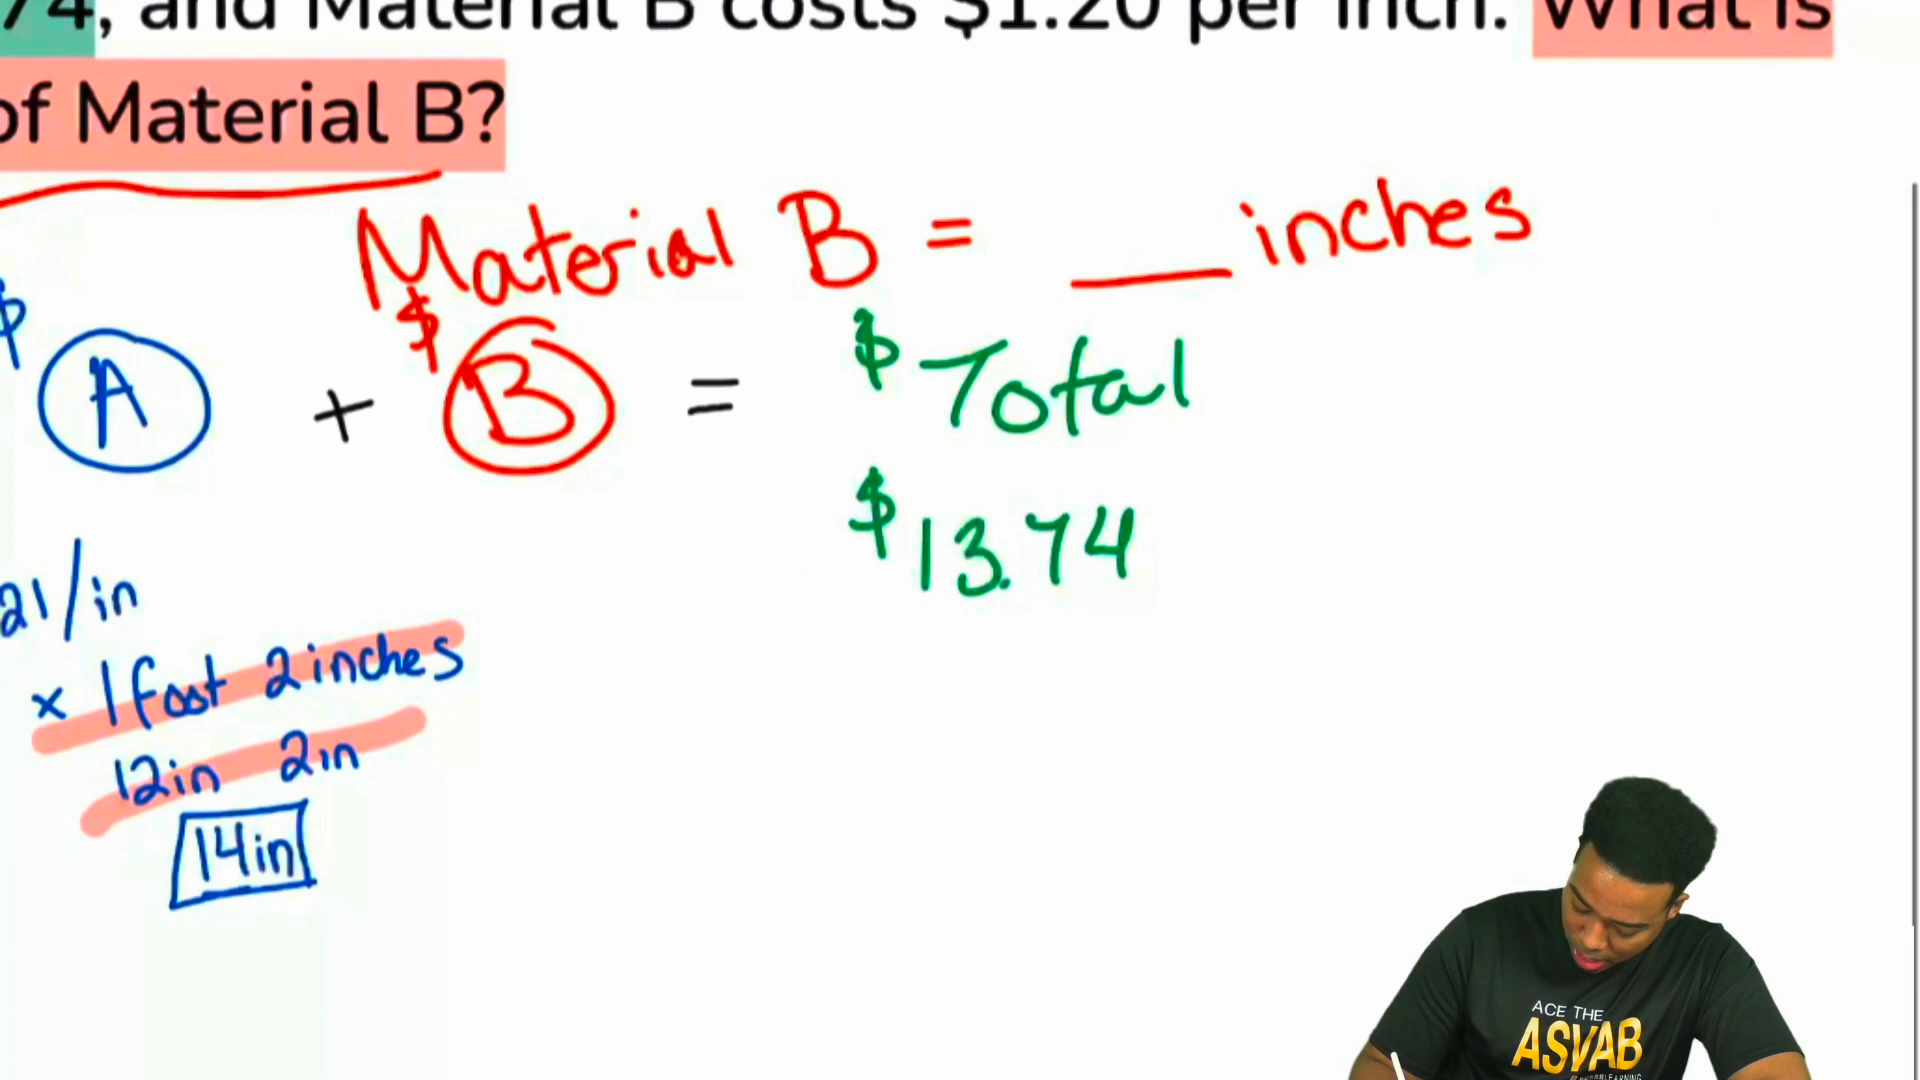 74, and Material B costs $1.20 per inch. What is
of Material B?
Material B = ___ inches
$ A + $ B = $ Total
$13.74
21/in
x 1 foot 2 inches
12in 2in
14in
ACE THE
ASVAB